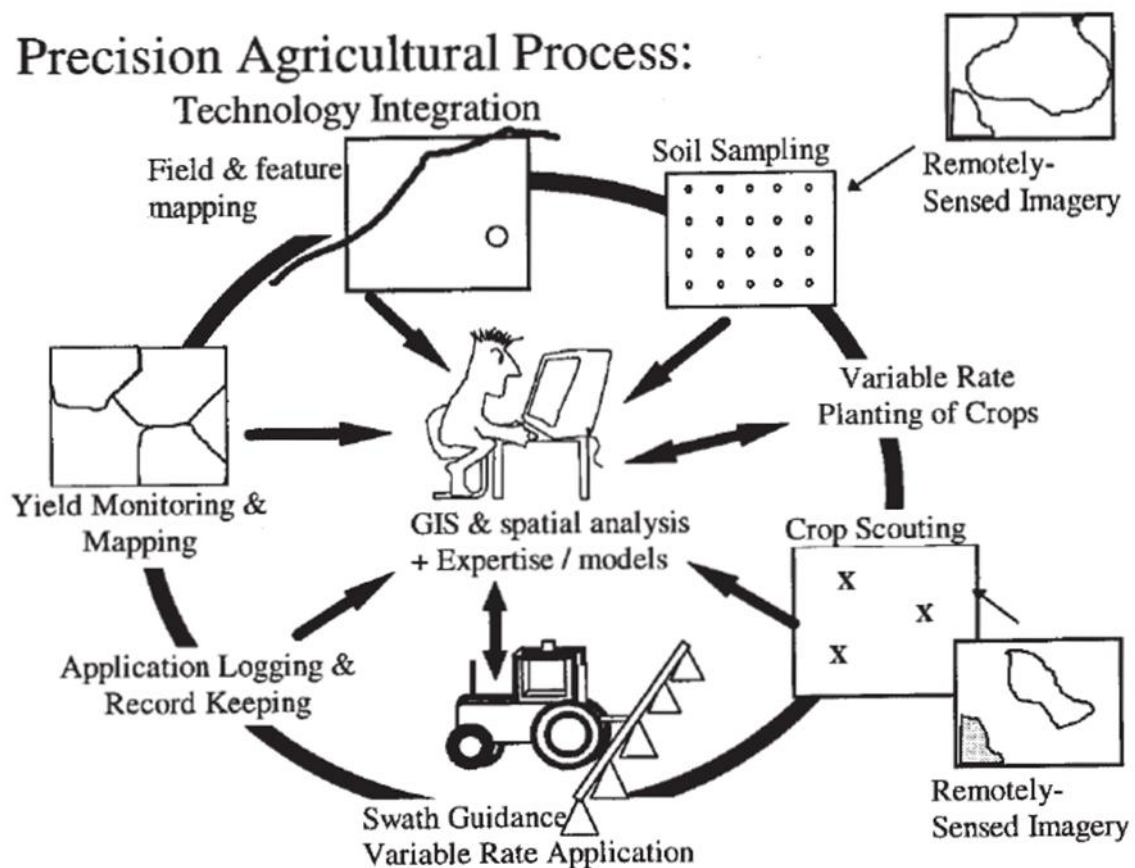 Precision Agricultural Process:
Technology Integration
Field & feature
mapping
Soil Sampling
Remotely-
Sensed Imagery
Variable Rate
Planting of Crops
Yield Monitoring &
Mapping
GIS & spatial analysis
+ Expertise / models
Crop Scouting
X
X
X
Application Logging &
Record Keeping
Remotely-
Sensed Imagery
Swath Guidance
Variable Rate Application